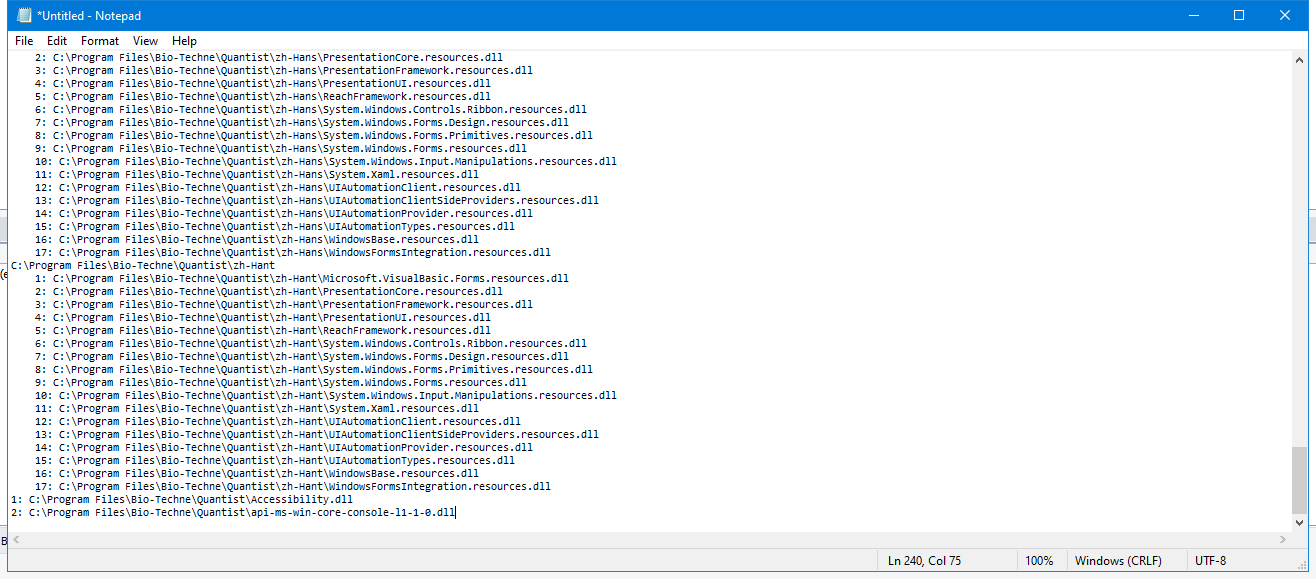 *Untitled - Notepad
File Edit Format View Help
2: C:\Program Files\Bio-Techne\Quantist\zh-Hans\PresentationCore.resources.dll
3: C:\Program Files\Bio-Techne\Quantist\zh-Hans\PresentationFramework.resources.dll
4: C:\Program Files\Bio-Techne\Quantist\zh-Hans\PresentationUI.resources.dll
5: C:\Program Files\Bio-Techne\Quantist\zh-Hans\ReachFramework.resources.dll
6: C:\Program Files\Bio-Techne\Quantist\zh-Hans\System.Windows.Controls.Ribbon.resources.dll
7: C:\Program Files\Bio-Techne\Quantist\zh-Hans\System.Windows.Forms.Design.resources.dll
8: C:\Program Files\Bio-Techne\Quantist\zh-Hans\System.Windows.Forms.Primitives.resources.dll
9: C:\Program Files\Bio-Techne\Quantist\zh-Hans\System.Windows.Forms.resources.dll
10: C:\Program Files\Bio-Techne\Quantist\zh-Hans\System.Windows.Input.Manipulations.resources.dll
11: C:\Program Files\Bio-Techne\Quantist\zh-Hans\System.Xaml.resources.dll
12: C:\Program Files\Bio-Techne\Quantist\zh-Hans\UIAutomationClient.resources.dll
13: C:\Program Files\Bio-Techne\Quantist\zh-Hans\UIAutomationClientSideProviders.resources.dll
14: C:\Program Files\Bio-Techne\Quantist\zh-Hans\UIAutomationProvider.resources.dll
15: C:\Program Files\Bio-Techne\Quantist\zh-Hans\UIAutomationTypes.resources.dll
16: C:\Program Files\Bio-Techne\Quantist\zh-Hans\WindowsBase.resources.dll
17: C:\Program Files\Bio-Techne\Quantist\zh-Hans\WindowsFormsIntegration.resources.dll
C:\Program Files\Bio-Techne\Quantist\zh-Hant
1: C:\Program Files\Bio-Techne\Quantist\zh-Hant\Microsoft.VisualBasic.Forms.resources.dll
2: C:\Program Files\Bio-Techne\Quantist\zh-Hant\PresentationCore.resources.dll
3: C:\Program Files\Bio-Techne\Quantist\zh-Hant\PresentationFramework.resources.dll
4: C:\Program Files\Bio-Techne\Quantist\zh-Hant\PresentationUI.resources.dll
5: C:\Program Files\Bio-Techne\Quantist\zh-Hant\ReachFramework.resources.dll
6: C:\Program Files\Bio-Techne\Quantist\zh-Hant\System.Windows.Controls.Ribbon.resources.dll
7: C:\Program Files\Bio-Techne\Quantist\zh-Hant\System.Windows.Forms.Design.resources.dll
8: C:\Program Files\Bio-Techne\Quantist\zh-Hant\System.Windows.Forms.Primitives.resources.dll
9: C:\Program Files\Bio-Techne\Quantist\zh-Hant\System.Windows.Forms.resources.dll
10: C:\Program Files\Bio-Techne\Quantist\zh-Hant\System.Windows.Input.Manipulations.resources.dll
11: C:\Program Files\Bio-Techne\Quantist\zh-Hant\System.Xaml.resources.dll
12: C:\Program Files\Bio-Techne\Quantist\zh-Hant\UIAutomationClient.resources.dll
13: C:\Program Files\Bio-Techne\Quantist\zh-Hant\UIAutomationClientSideProviders.resources.dll
14: C:\Program Files\Bio-Techne\Quantist\zh-Hant\UIAutomationProvider.resources.dll
15: C:\Program Files\Bio-Techne\Quantist\zh-Hant\UIAutomationTypes.resources.dll
16: C:\Program Files\Bio-Techne\Quantist\zh-Hant\WindowsBase.resources.dll
17: C:\Program Files\Bio-Techne\Quantist\zh-Hant\WindowsFormsIntegration.resources.dll
1: C:\Program Files\Bio-Techne\Quantist\Accessibility.dll
2: C:\Program Files\Bio-Techne\Quantist\api-ms-win-core-console-l1-1-0.dll
Ln 240, Col 75 100% Windows (CRLF) UTF-8